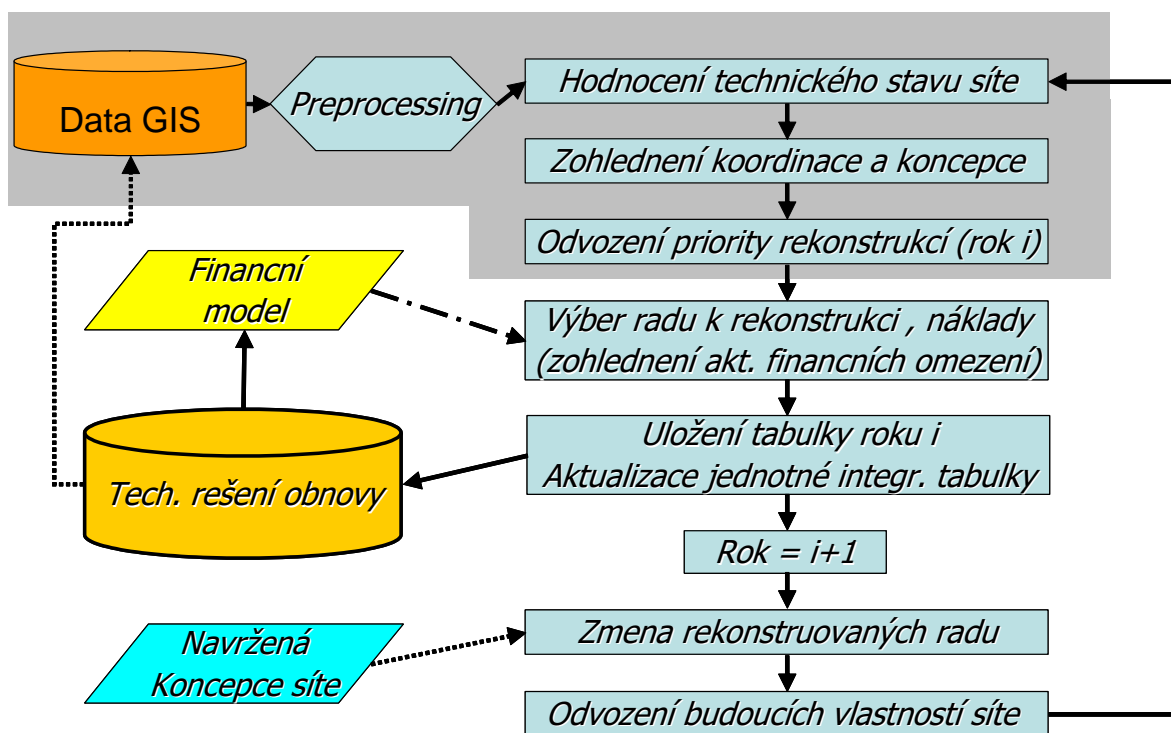 Data GIS
Preprocessing
Hodnocení technického stavu síte
Zohlednení koordinace a koncepce
Odvození priority rekonstrukcí (rok i)
Financní
model
Výber radu k rekonstrukci , náklady
(zohlednení akt. financních omezení)
Uložení tabulky roku i
Aktualizace jednotné integr. tabulky
Tech. rešení obnovy
Rok = i+1
Navržená
Koncepce síte
Zmena rekonstruovaných radu
Odvození budoucích vlastností síte